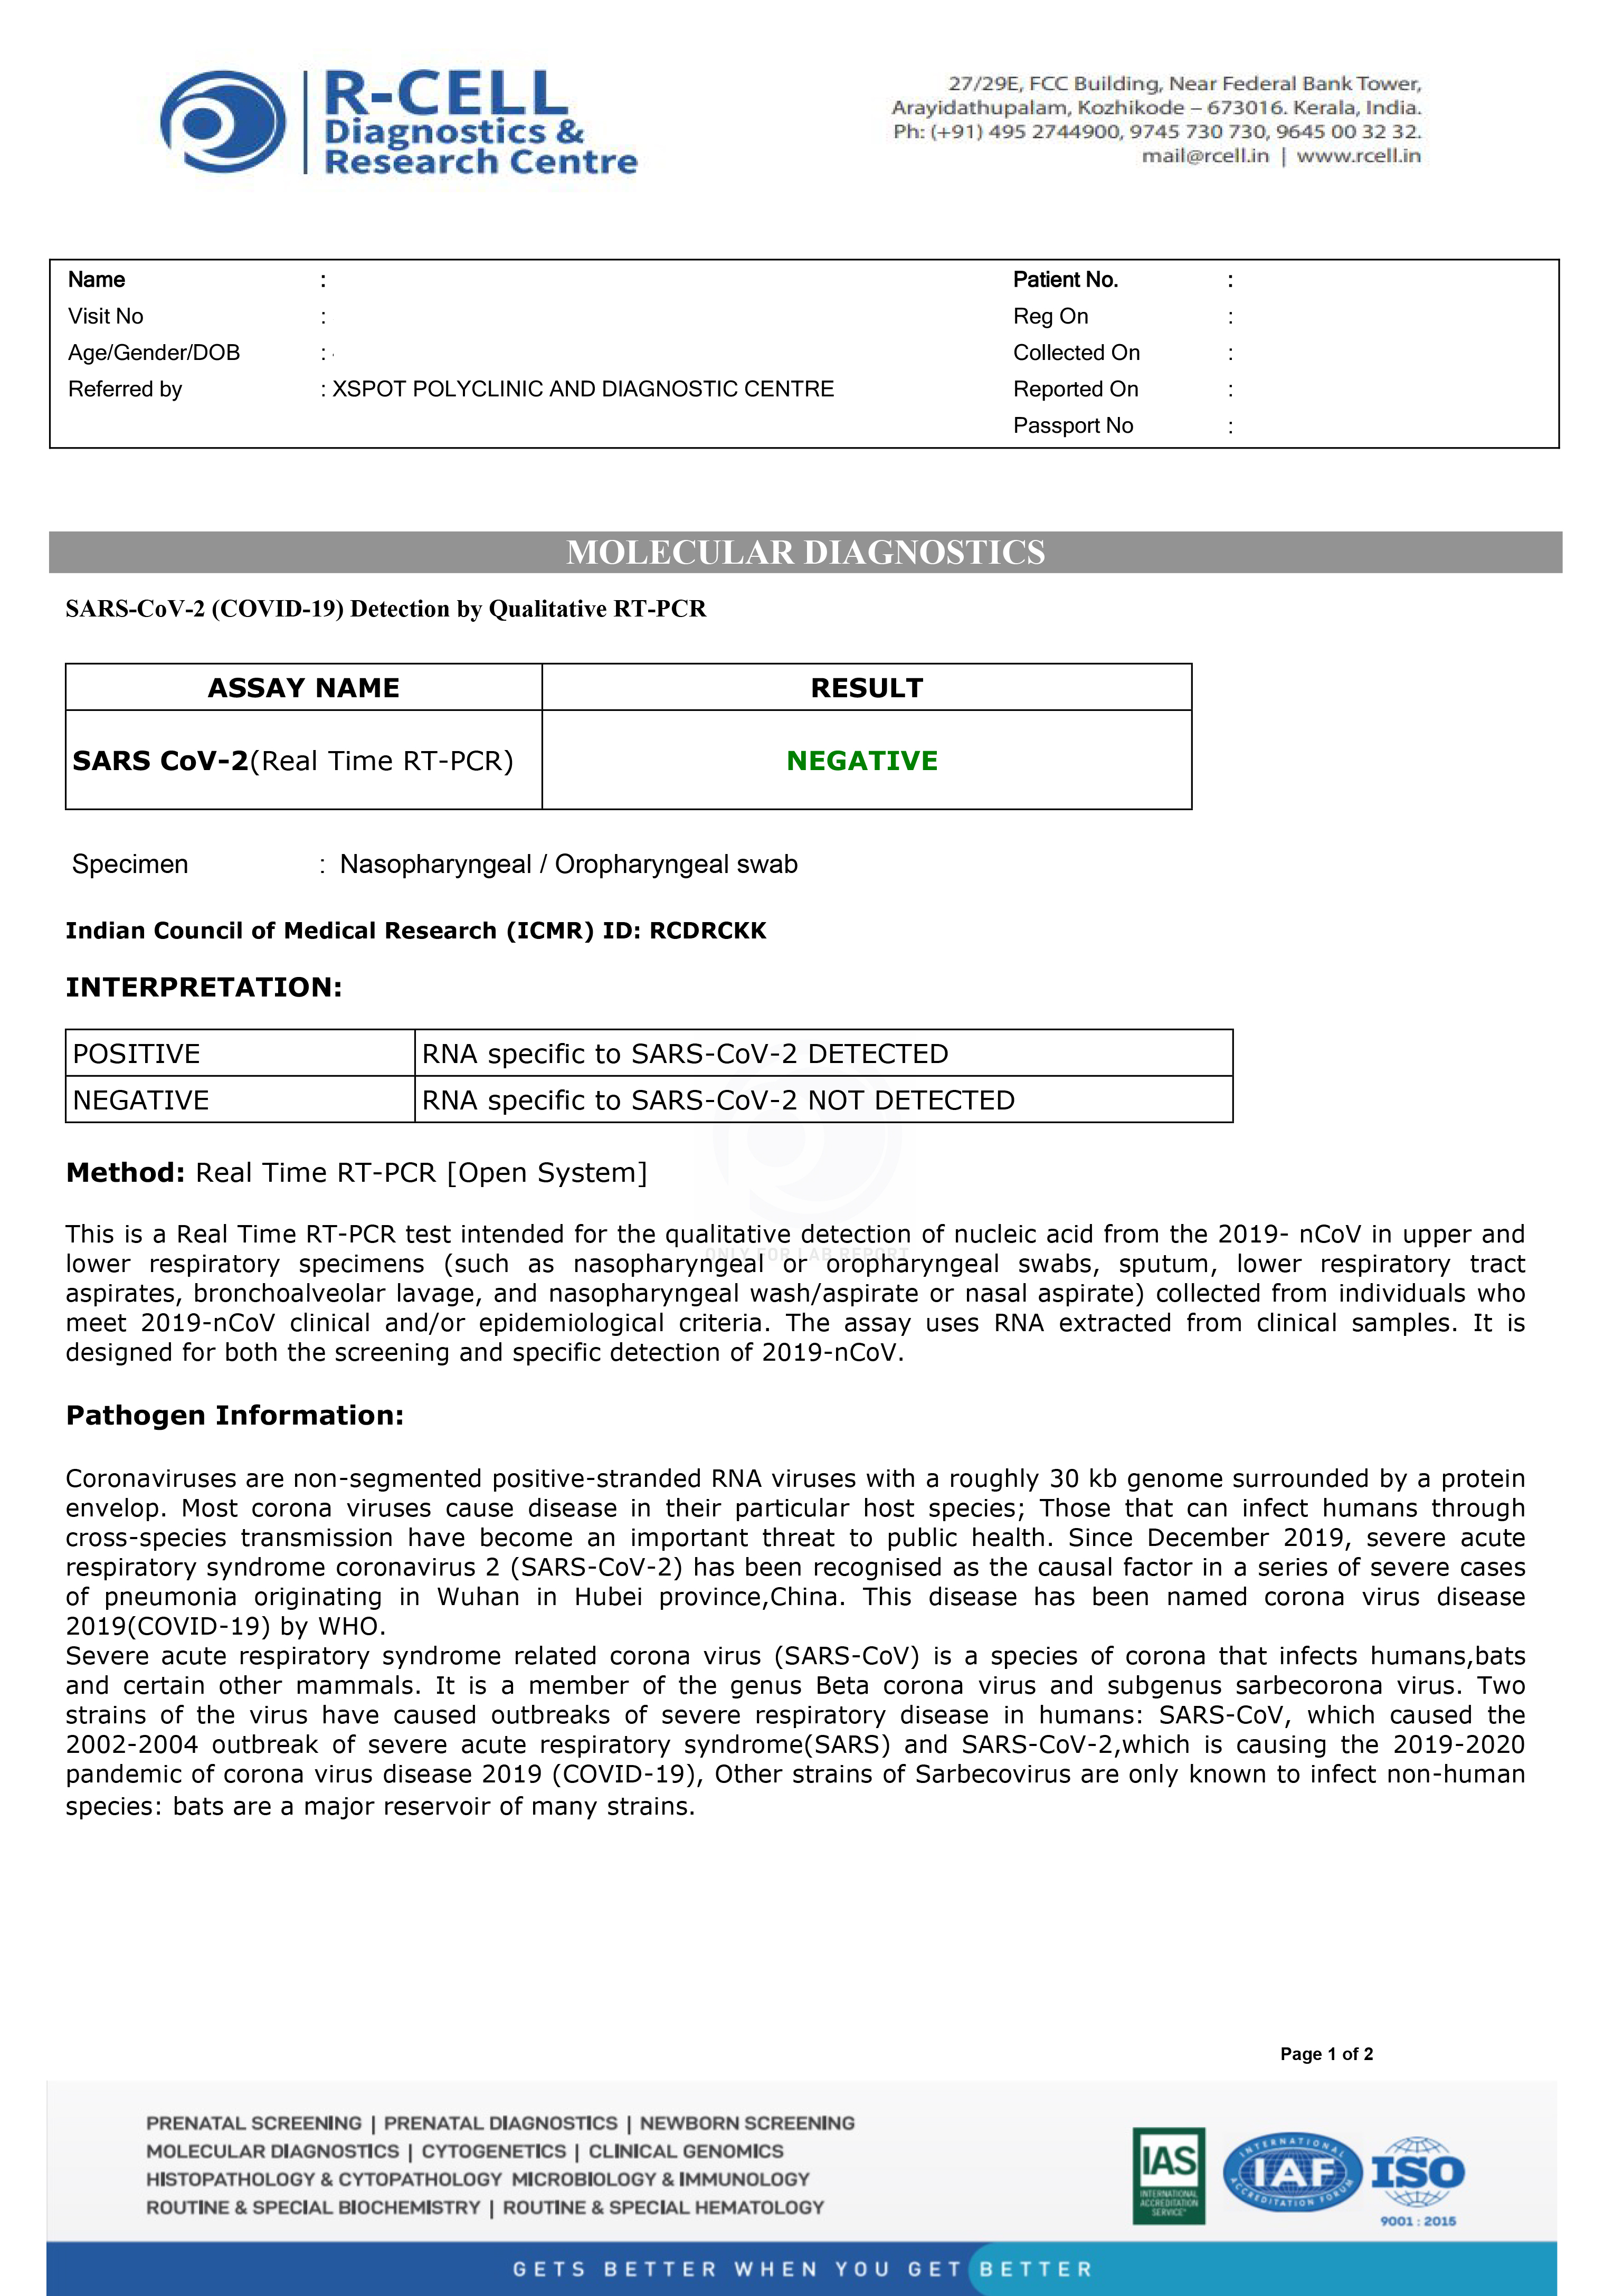 R-CELL
Diagnostics &
Research Centre
27/29E, FCC Building, Near Federal Bank Tower,
Arayidathupalam, Kozhikode – 673016. Kerala, India.
Ph: (+91) 495 2744900, 9745 730 730, 9645 00 32 32.
mail@rcell.in | www.rcell.in
Name : Patient No. :
Visit No : Reg On :
Age/Gender/DOB : Collected On :
Referred by : XSPOT POLYCLINIC AND DIAGNOSTIC CENTRE Reported On :
Passport No :
MOLECULAR DIAGNOSTICS
SARS-CoV-2 (COVID-19) Detection by Qualitative RT-PCR
ASSAY NAME RESULT
SARS CoV-2(Real Time RT-PCR) NEGATIVE
Specimen : Nasopharyngeal / Oropharyngeal swab
Indian Council of Medical Research (ICMR) ID: RCDRCKK
INTERPRETATION:
POSITIVE RNA specific to SARS-CoV-2 DETECTED
NEGATIVE RNA specific to SARS-CoV-2 NOT DETECTED
Method: Real Time RT-PCR [Open System]
This is a Real Time RT-PCR test intended for the qualitative detection of nucleic acid from the 2019- nCoV in upper and
ONLY FOR LAB REPORT
lower respiratory specimens (such as nasopharyngeal or oropharyngeal swabs, sputum, lower respiratory tract
aspirates, bronchoalveolar lavage, and nasopharyngeal wash/aspirate or nasal aspirate) collected from individuals who
meet 2019-nCoV clinical and/or epidemiological criteria. The assay uses RNA extracted from clinical samples. It is
designed for both the screening and specific detection of 2019-nCoV.
Pathogen Information:
Coronaviruses are non-segmented positive-stranded RNA viruses with a roughly 30 kb genome surrounded by a protein
envelop. Most corona viruses cause disease in their particular host species; Those that can infect humans through
cross-species transmission have become an important threat to public health. Since December 2019, severe acute
respiratory syndrome coronavirus 2 (SARS-CoV-2) has been recognised as the causal factor in a series of severe cases
of pneumonia originating in Wuhan in Hubei province,China. This disease has been named corona virus disease
2019(COVID-19) by WHO.
Severe acute respiratory syndrome related corona virus (SARS-CoV) is a species of corona that infects humans,bats
and certain other mammals. It is a member of the genus Beta corona virus and subgenus sarbecorona virus. Two
strains of the virus have caused outbreaks of severe respiratory disease in humans: SARS-CoV, which caused the
2002-2004 outbreak of severe acute respiratory syndrome(SARS) and SARS-CoV-2,which is causing the 2019-2020
pandemic of corona virus disease 2019 (COVID-19), Other strains of Sarbecovirus are only known to infect non-human
species: bats are a major reservoir of many strains.
Page 1 of 2
PRENATAL SCREENING | PRENATAL DIAGNOSTICS | NEWBORN SCREENING
MOLECULAR DIAGNOSTICS | CYTOGENETICS | CLINICAL GENOMICS
HISTOPATHOLOGY & CYTOPATHOLOGY MICROBIOLOGY & IMMUNOLOGY
ROUTINE & SPECIAL BIOCHEMISTRY | ROUTINE & SPECIAL HEMATOLOGY
IAS
INTERNATIONAL
ACCREDITATION
SERVICE
INTERNATIONAL
IAF
ACCREDITATION FORUM
ISO
9001 : 2015
GETS BETTER WHEN YOU GET BETTER